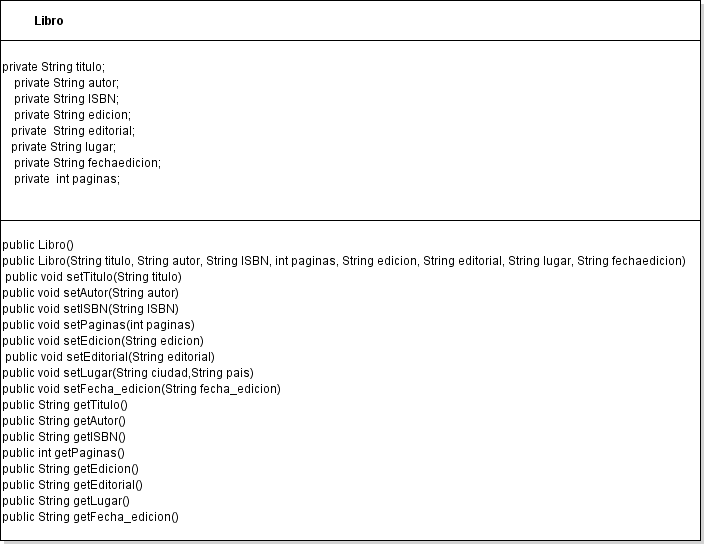 Libro
private String titulo;
private String autor;
private String ISBN;
private String edicion;
private  String editorial;
private String lugar;
private String fechaedicion;
private  int paginas;
public Libro()
public Libro(String titulo, String autor, String ISBN, int paginas, String edicion, String editorial, String lugar, String fechaedicion)
public void setTitulo(String titulo)
public void setAutor(String autor)
public void setISBN(String ISBN)
public void setPaginas(int paginas)
public void setEdicion(String edicion)
public void setEditorial(String editorial)
public void setLugar(String ciudad,String pais)
public void setFecha_edicion(String fecha_edicion)
public String getTitulo()
public String getAutor()
public String getISBN()
public int getPaginas()
public String getEdicion()
public String getEditorial()
public String getLugar()
public String getFecha_edicion()